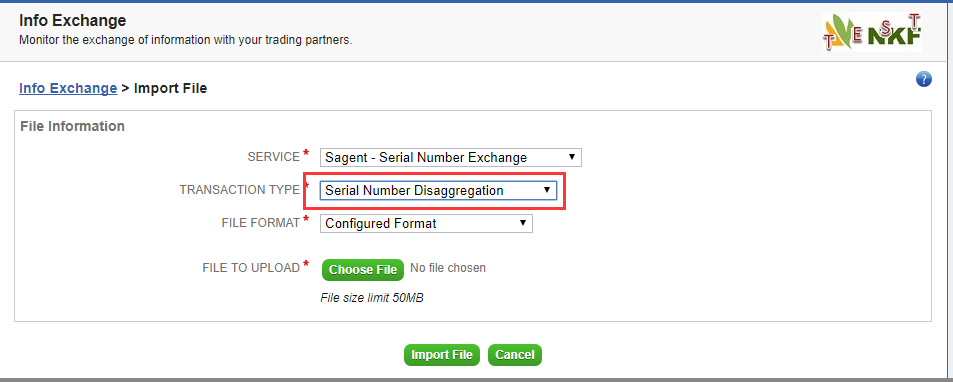 Info Exchange
Monitor the exchange of information with your trading partners.
TEST
NKF
Info Exchange > Import File
?
File Information
SERVICE * Sagent - Serial Number Exchange
TRANSACTION TYPE * Serial Number Disaggregation
FILE FORMAT * Configured Format
FILE TO UPLOAD * Choose File No file chosen
File size limit 50MB
Import File Cancel